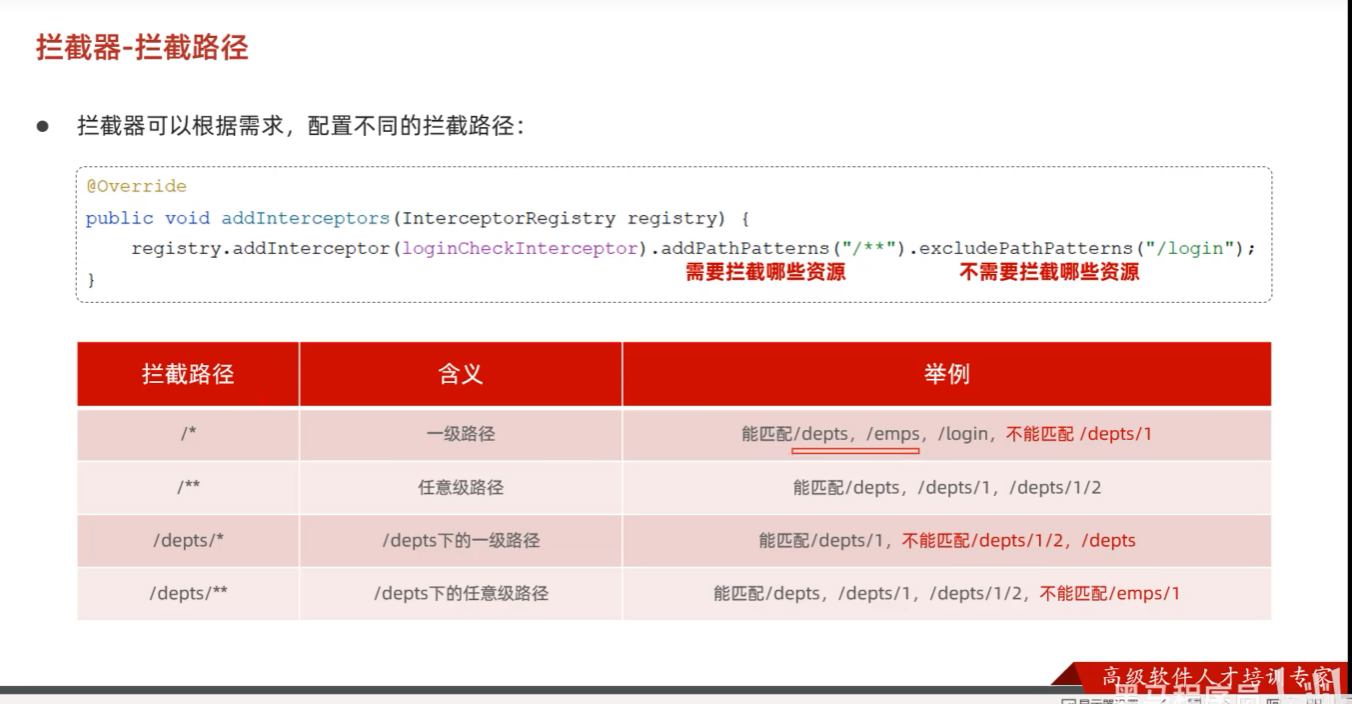 拦截器-拦截路径
● 拦截器可以根据需求，配置不同的拦截路径：
@Override
public void addInterceptors(InterceptorRegistry registry) {
registry.addInterceptor(loginCheckInterceptor).addPathPatterns("/**").excludePathPatterns("/login");
需要拦截哪些资源 不需要拦截哪些资源
}
拦截路径 含义 举例
/* 一级路径 能匹配/depts，/emps，/login，不能匹配 /depts/1
/** 任意级路径 能匹配/depts，/depts/1，/depts/1/2
/depts/* /depts下的一级路径 能匹配/depts/1，不能匹配/depts/1/2，/depts
/depts/** /depts下的任意级路径 能匹配/depts，/depts/1，/depts/1/2，不能匹配/emps/1
高级软件人才培训专家